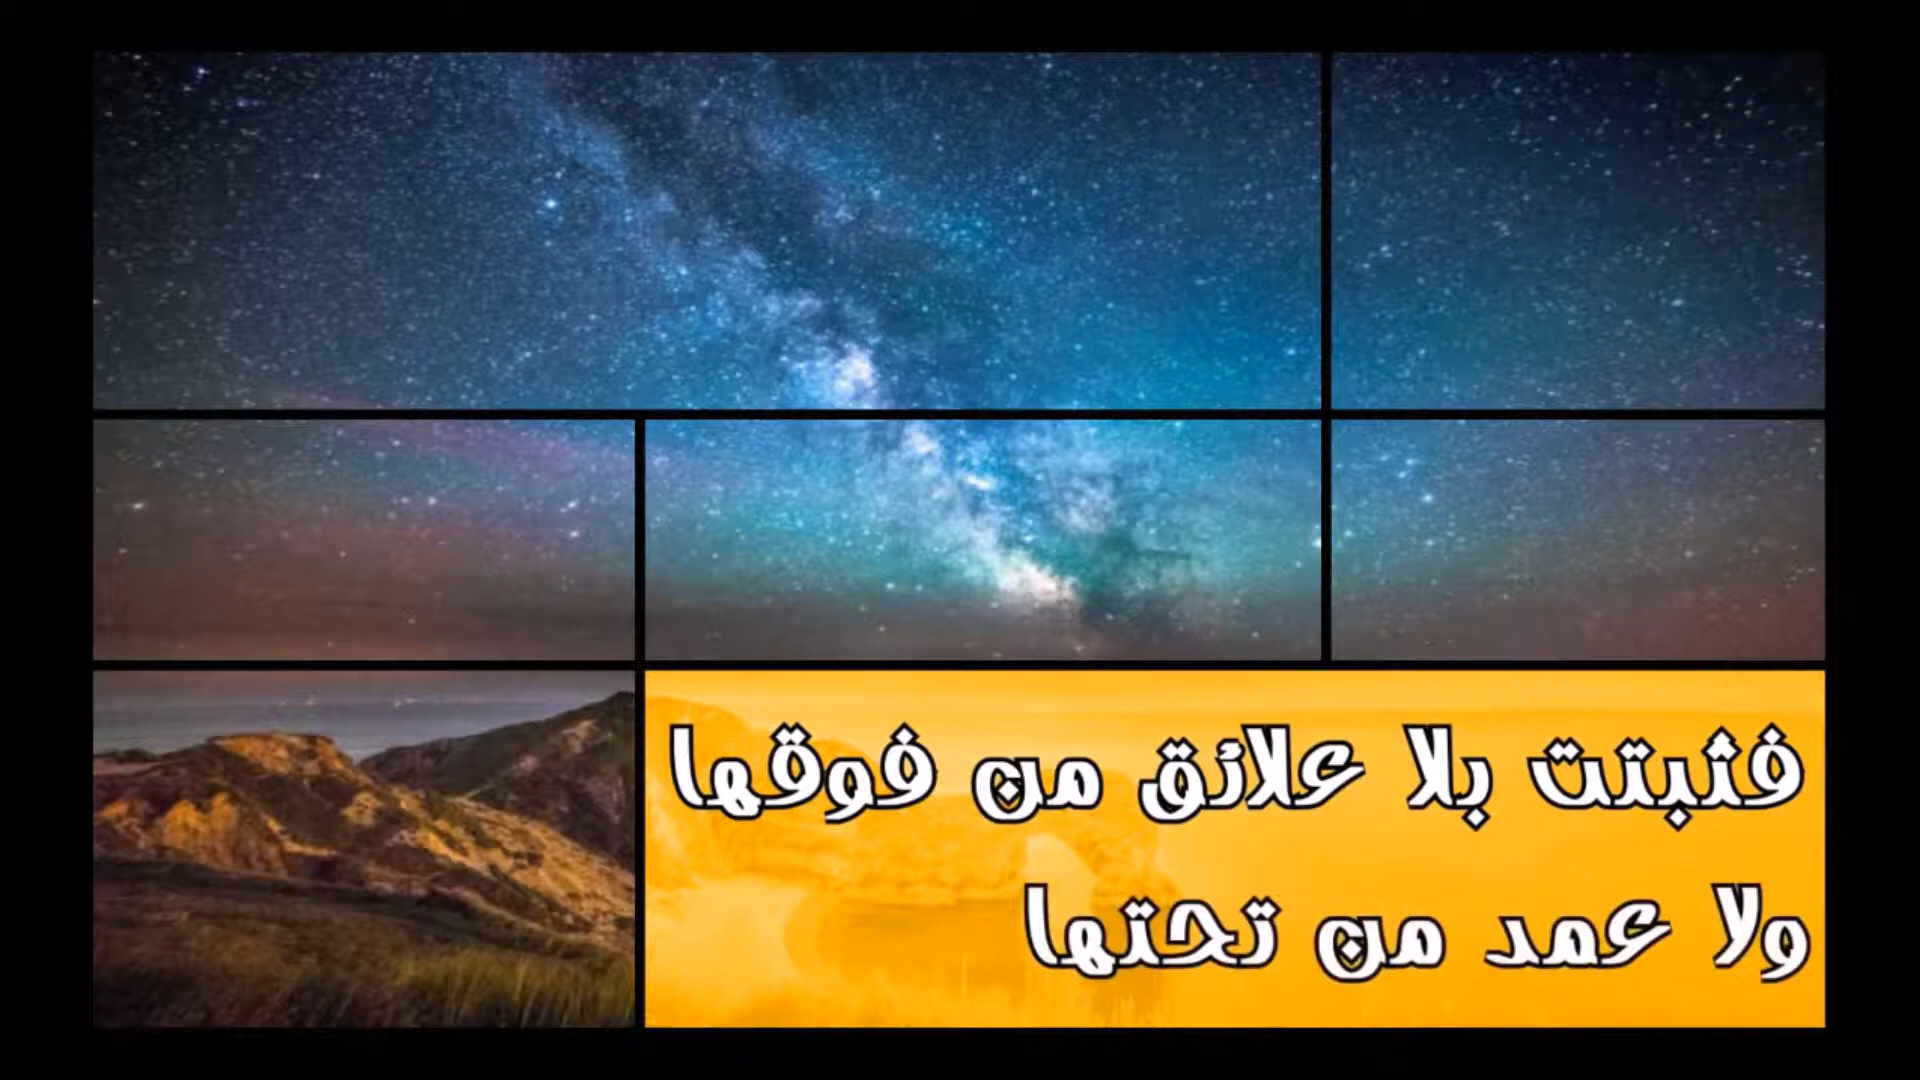 فثبتت بلا علائق من فوقها
ولا عمد من تحتها